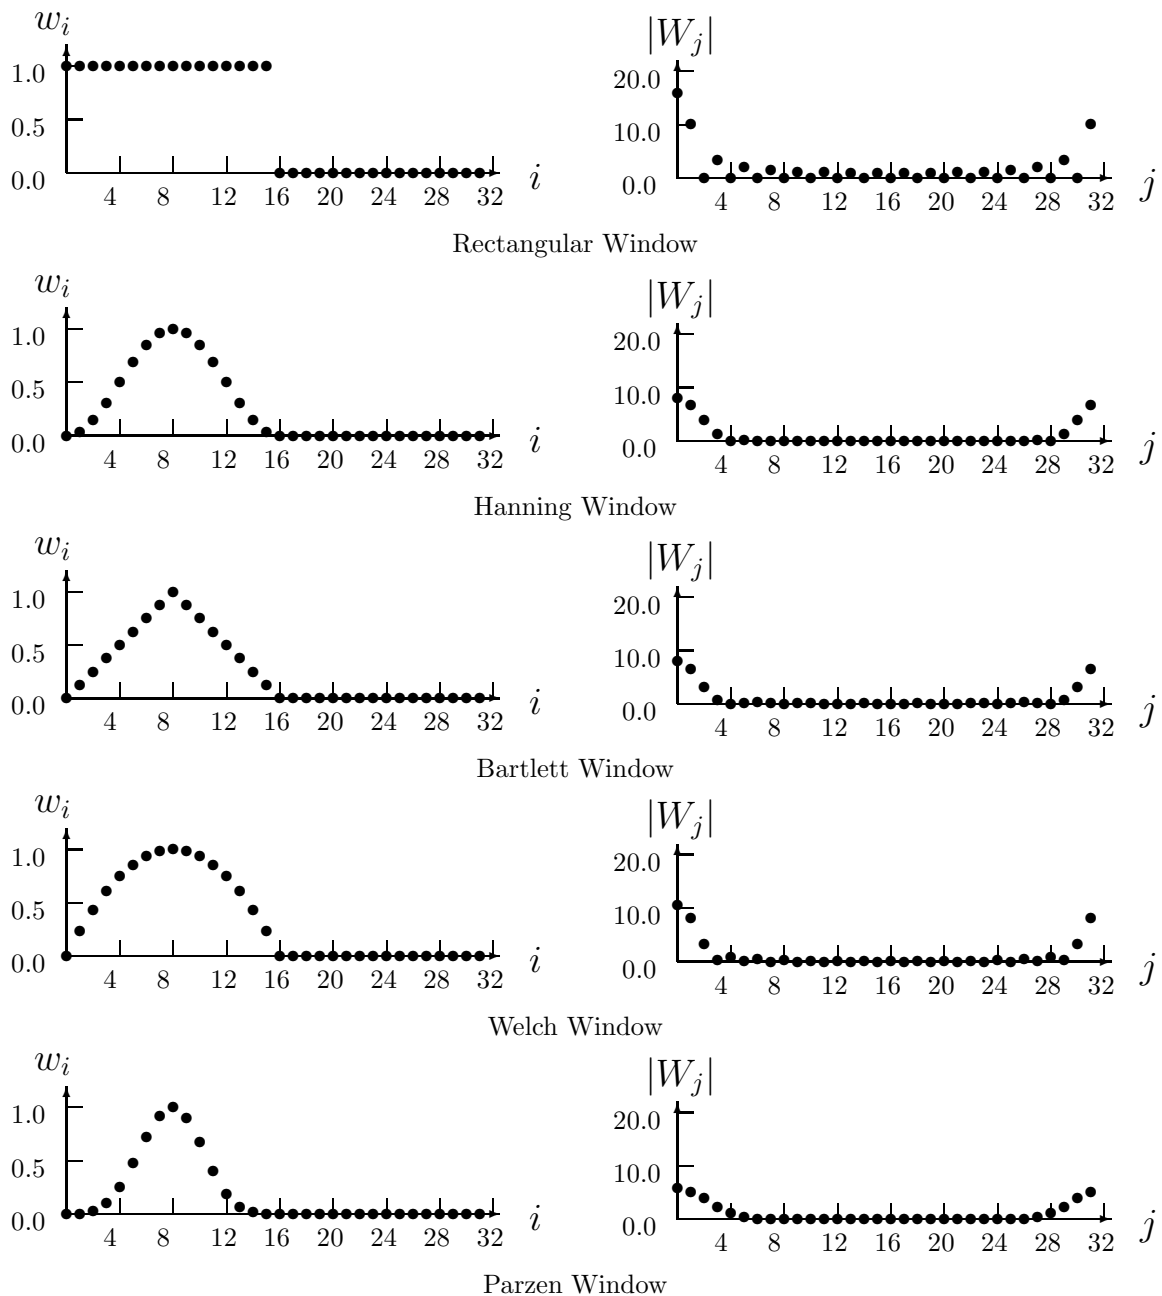 w_i |W_j|
1.0 20.0
0.5 10.0
0.0 4 8 12 16 20 24 28 32 i 0.0 4 8 12 16 20 24 28 32 j
Rectangular Window
w_i |W_j|
1.0 20.0
0.5 10.0
0.0 4 8 12 16 20 24 28 32 i 0.0 4 8 12 16 20 24 28 32 j
Hanning Window
w_i |W_j|
1.0 20.0
0.5 10.0
0.0 4 8 12 16 20 24 28 32 i 0.0 4 8 12 16 20 24 28 32 j
Bartlett Window
w_i |W_j|
1.0 20.0
0.5 10.0
0.0 4 8 12 16 20 24 28 32 i 0.0 4 8 12 16 20 24 28 32 j
Welch Window
w_i |W_j|
1.0 20.0
0.5 10.0
0.0 4 8 12 16 20 24 28 32 i 0.0 4 8 12 16 20 24 28 32 j
Parzen Window